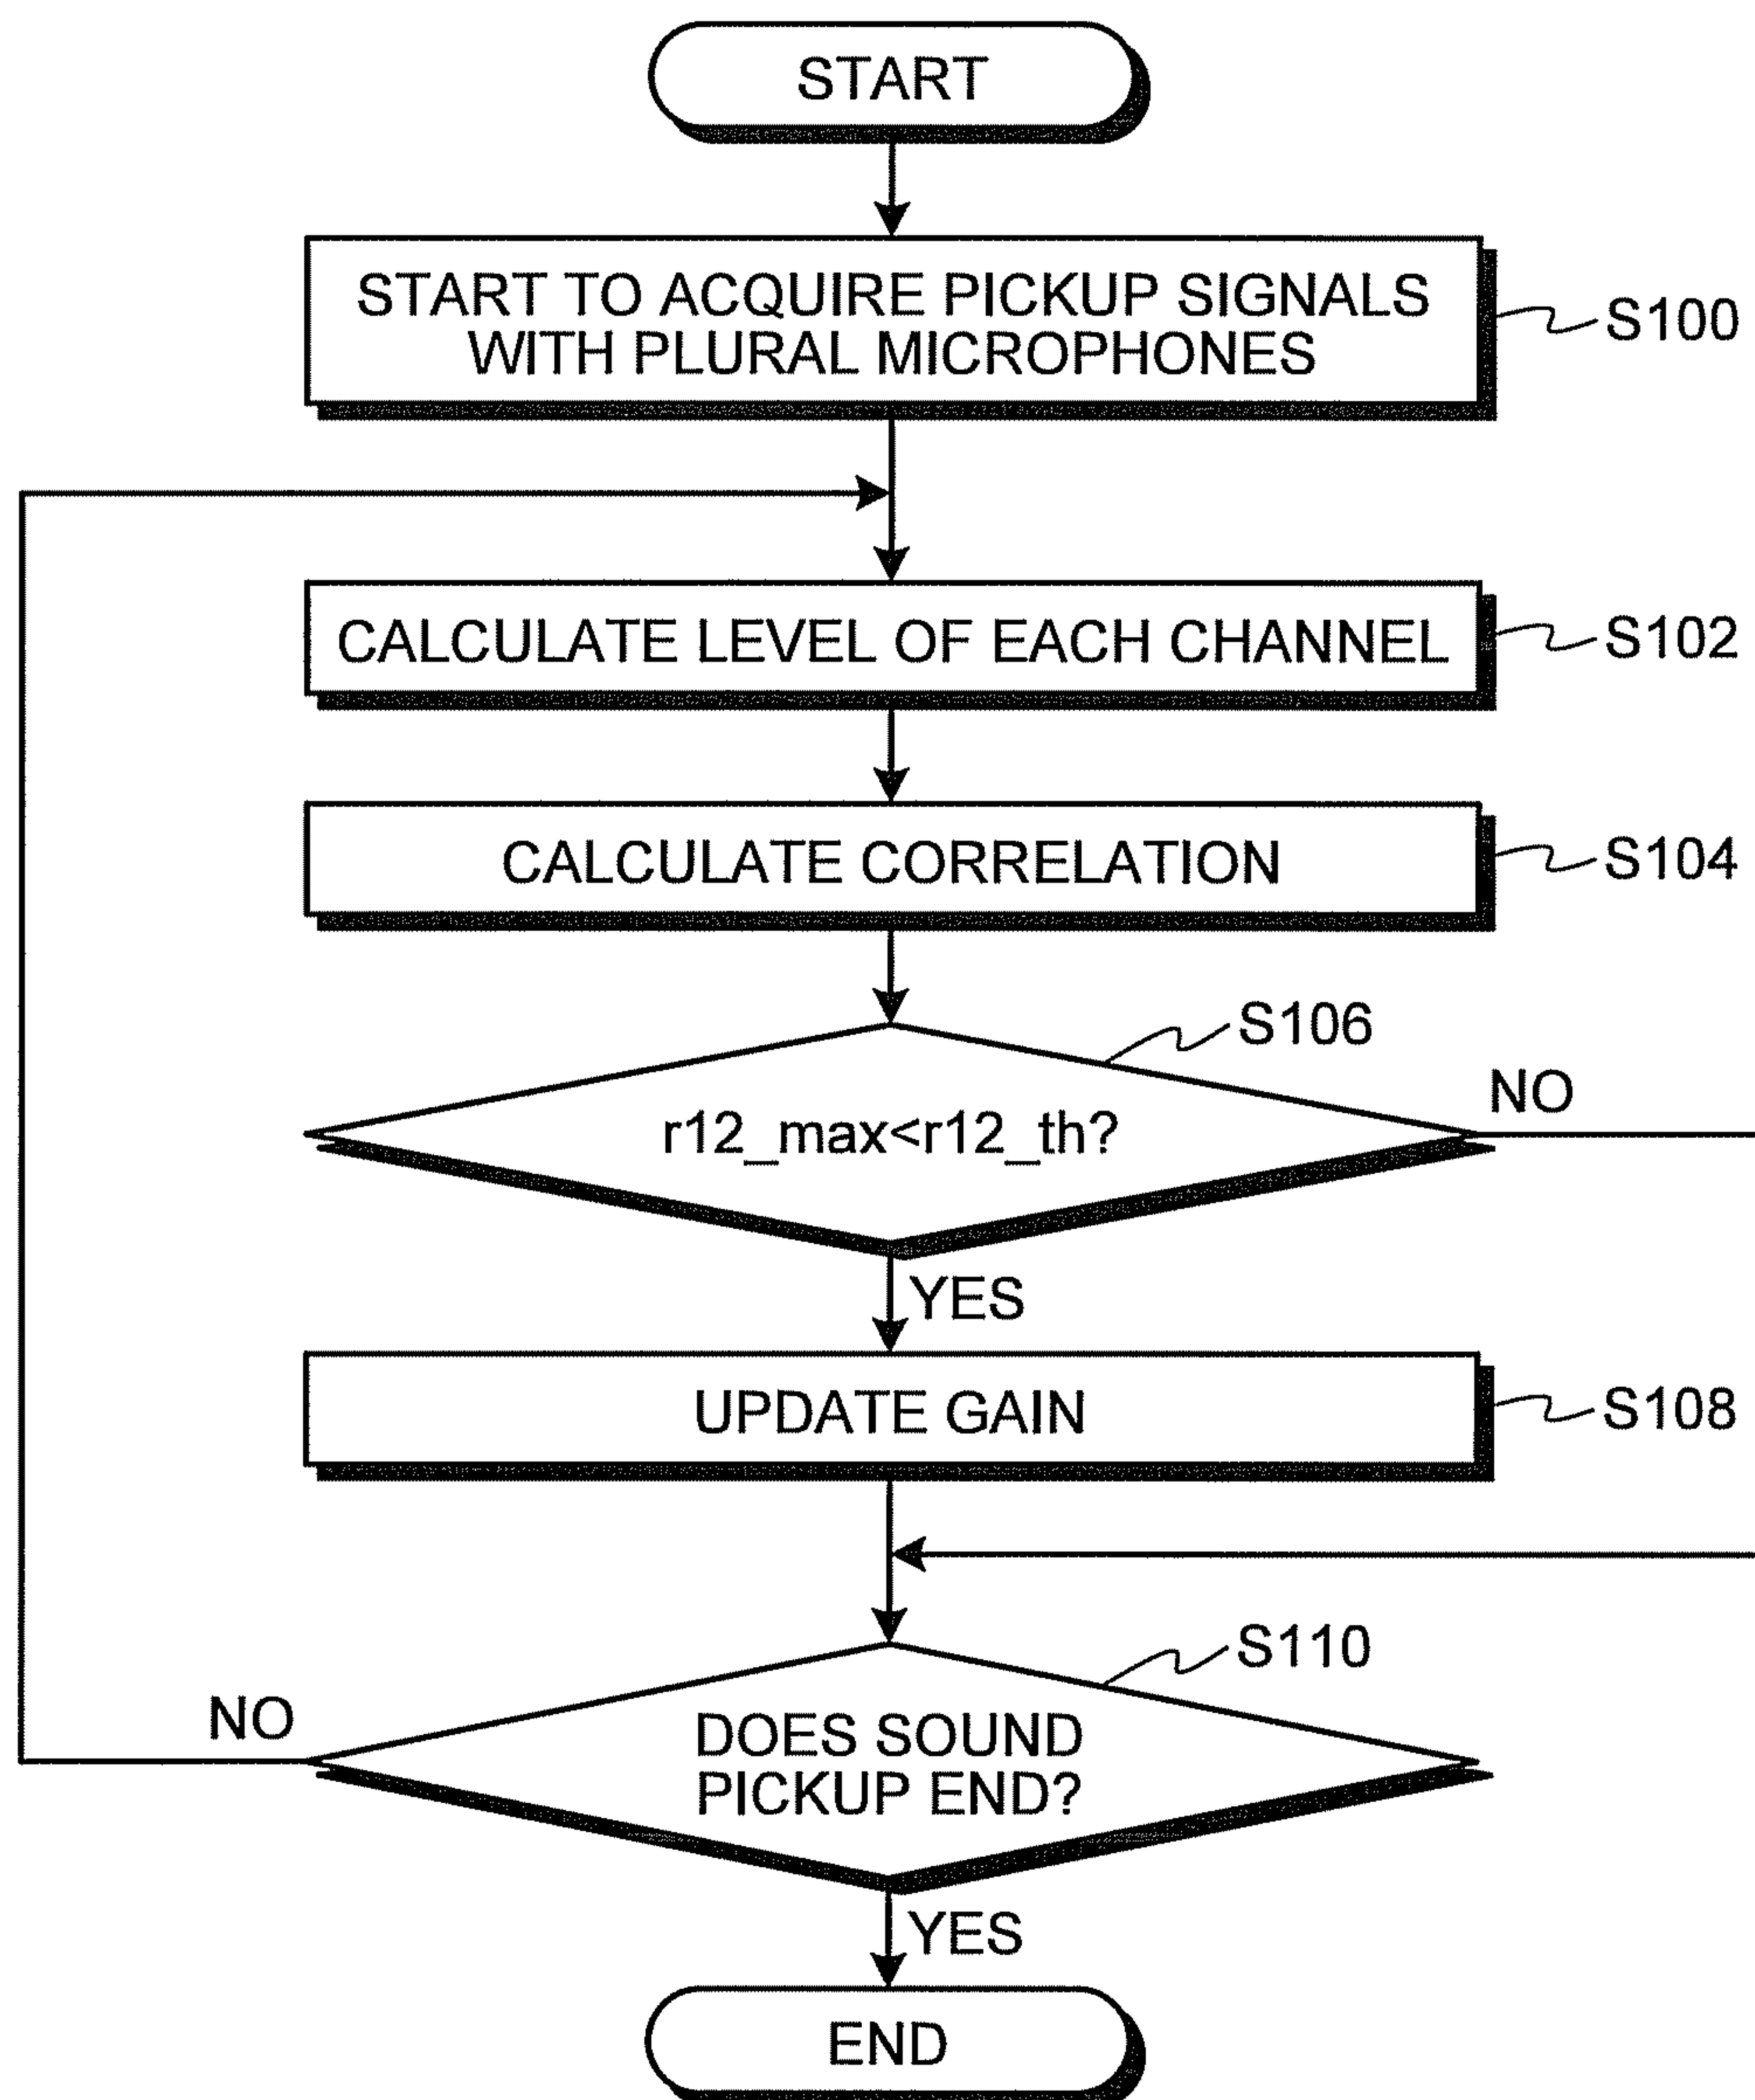 START
START TO ACQUIRE PICKUP SIGNALS
WITH PLURAL MICROPHONES
S100
CALCULATE LEVEL OF EACH CHANNEL
S102
CALCULATE CORRELATION
S104
S106
r12_max<r12_th?
NO
YES
UPDATE GAIN
S108
S110
DOES SOUND
PICKUP END?
NO
YES
END